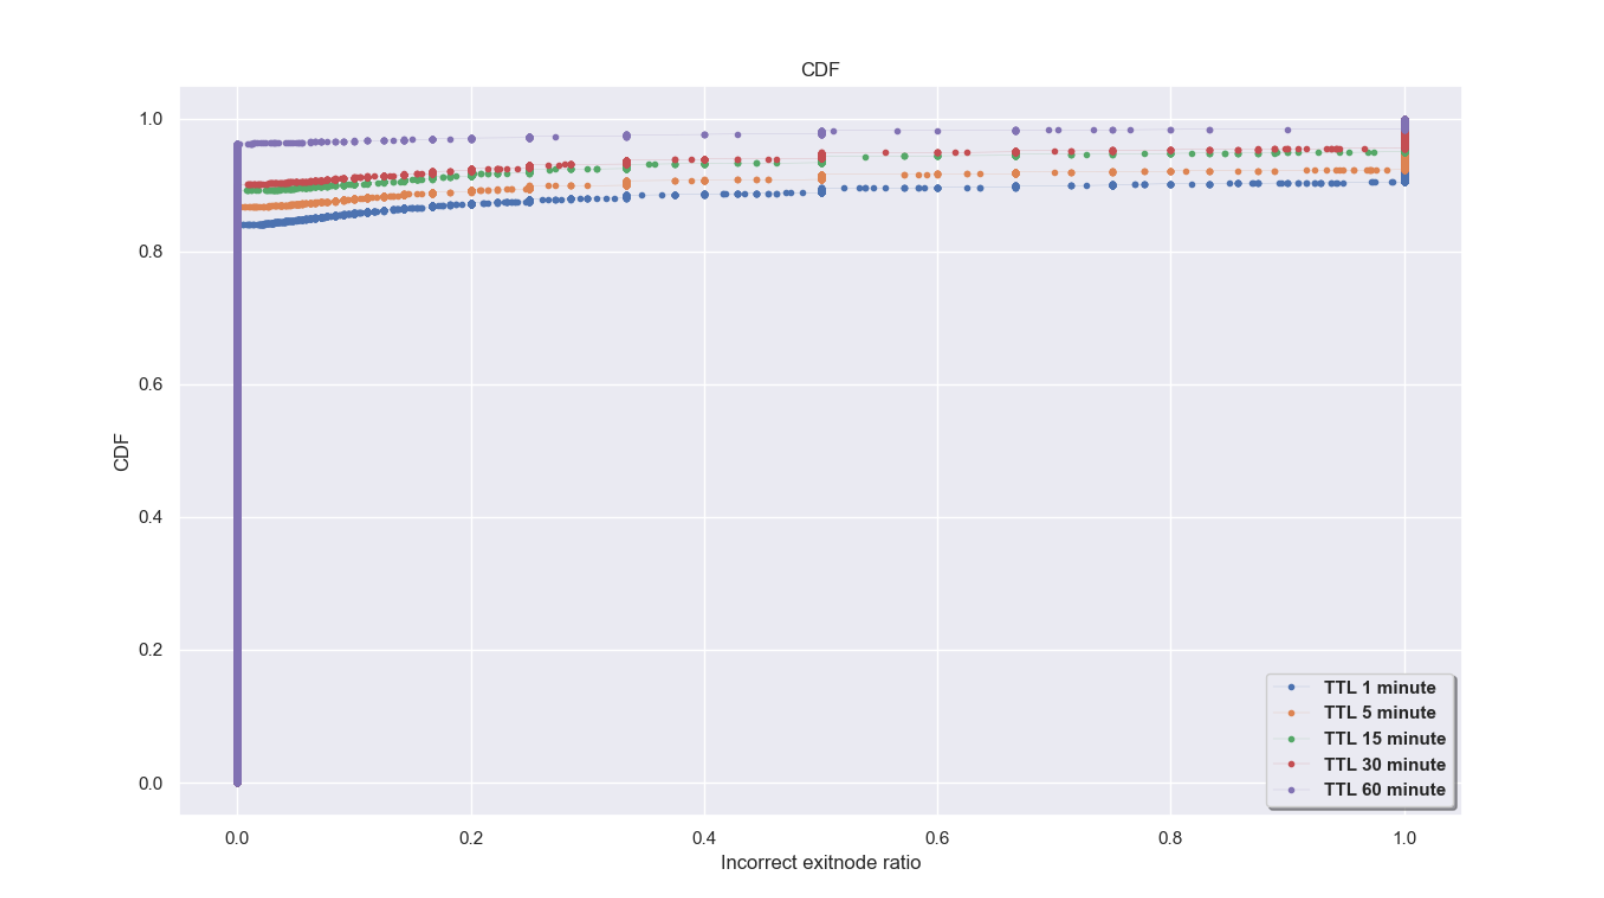 CDF
1.0
0.8
0.6
0.4
0.2
0.0
CDF
0.0 0.2 0.4 0.6 0.8 1.0
Incorrect exitnode ratio
TTL 1 minute
TTL 5 minute
TTL 15 minute
TTL 30 minute
TTL 60 minute